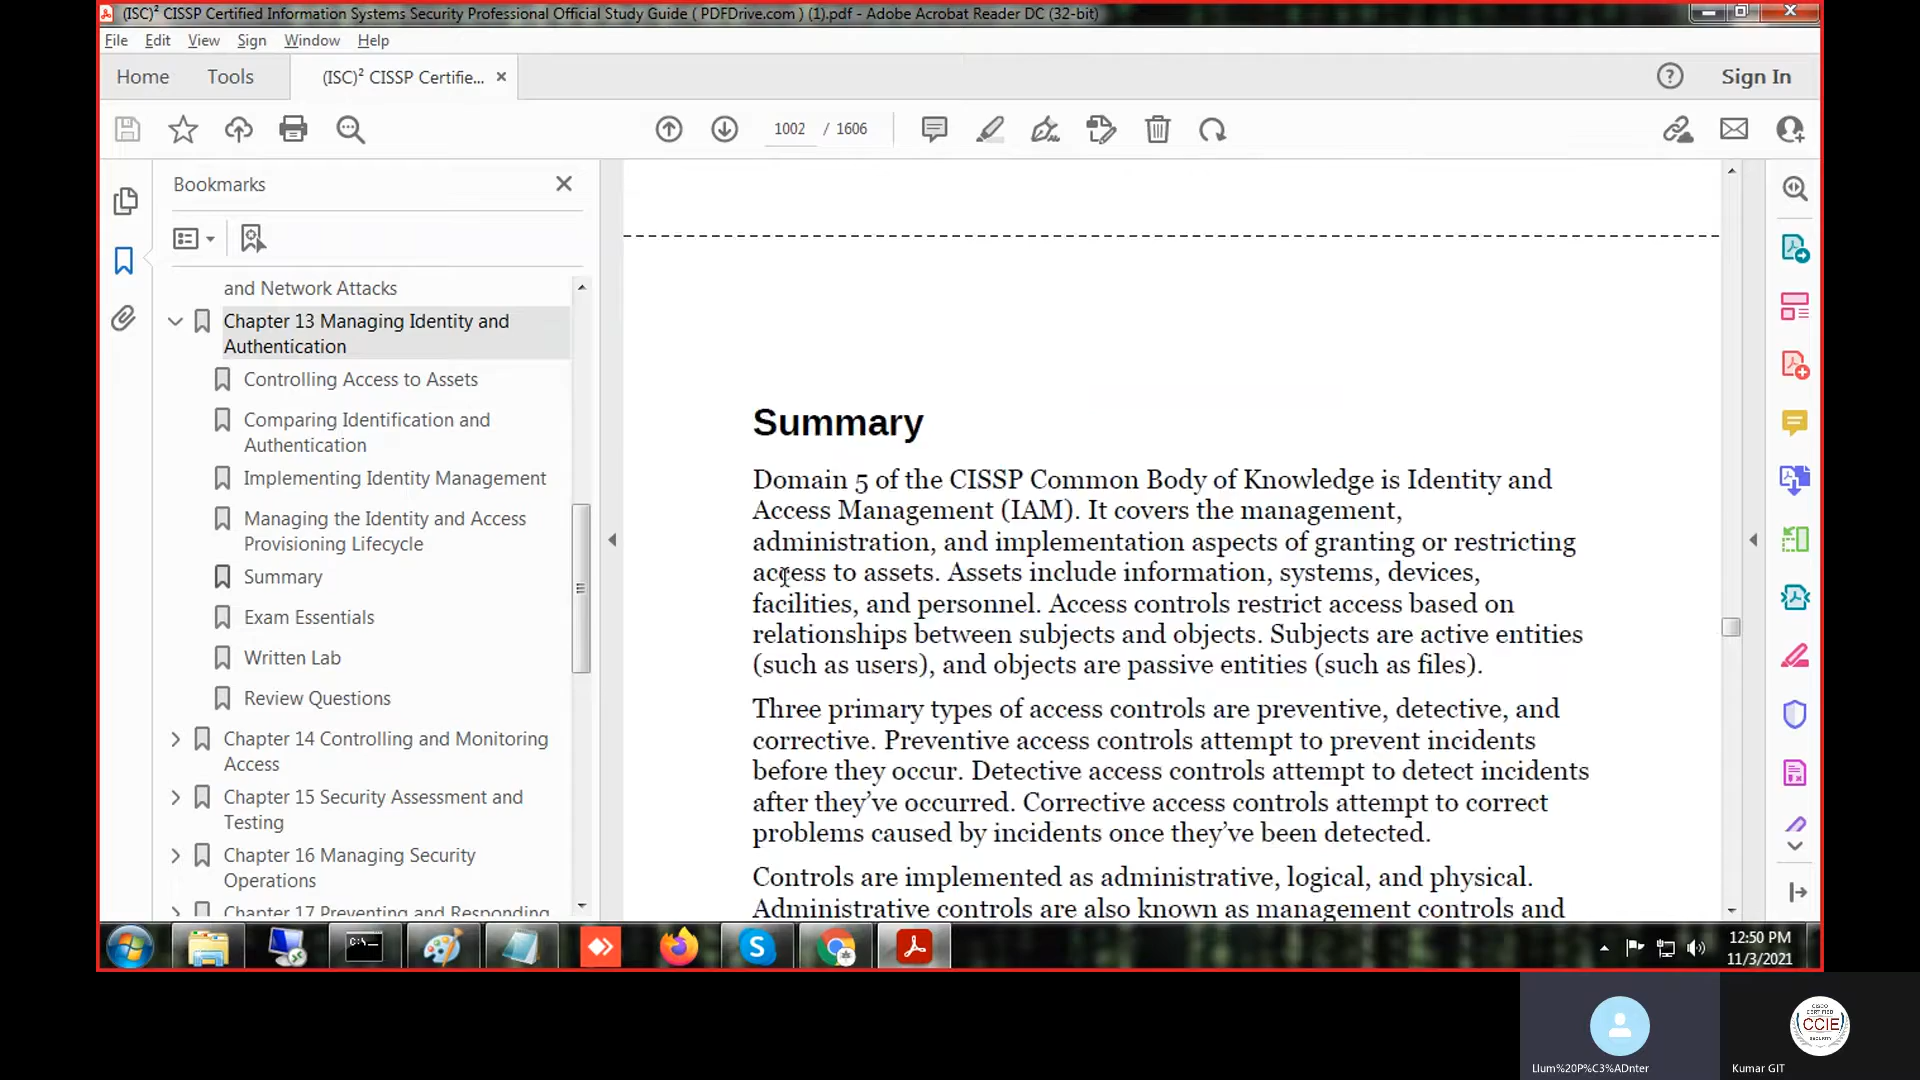 (ISC)² CISSP Certified Information Systems Security Professional Official Study Guide ( PDFDrive.com ) (1).pdf - Adobe Acrobat Reader DC (32-bit)
File Edit View Sign Window Help
Home Tools (ISC)² CISSP Certifie... × Sign In
1002 / 1606
Bookmarks
and Network Attacks
Chapter 13 Managing Identity and
Authentication
Controlling Access to Assets
Comparing Identification and
Authentication
Implementing Identity Management
Managing the Identity and Access
Provisioning Lifecycle
Summary
Exam Essentials
Written Lab
Review Questions
Chapter 14 Controlling and Monitoring
Access
Chapter 15 Security Assessment and
Testing
Chapter 16 Managing Security
Operations
Chapter 17 Preventing and Responding
Summary
Domain 5 of the CISSP Common Body of Knowledge is Identity and
Access Management (IAM). It covers the management,
administration, and implementation aspects of granting or restricting
access to assets. Assets include information, systems, devices,
facilities, and personnel. Access controls restrict access based on
relationships between subjects and objects. Subjects are active entities
(such as users), and objects are passive entities (such as files).
Three primary types of access controls are preventive, detective, and
corrective. Preventive access controls attempt to prevent incidents
before they occur. Detective access controls attempt to detect incidents
after they’ve occurred. Corrective access controls attempt to correct
problems caused by incidents once they’ve been detected.
Controls are implemented as administrative, logical, and physical.
Administrative controls are also known as management controls and
12:50 PM
11/3/2021
CISCO
CERTIFIED
CCIE
SECURITY
Llum%20P%C3%ADnter
Kumar GIT